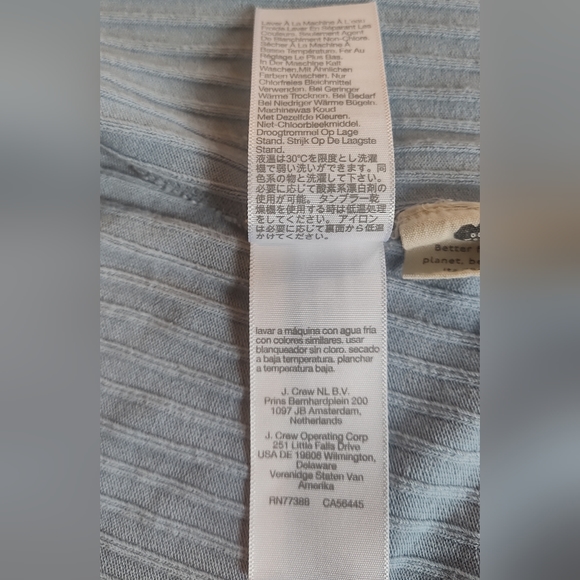 Laver À La Machine À L'eau
Froide.Laver En Séparant Les
Couleurs. Seulement Agent
De Blanchiment Non-Chloré.
Sécher À La Machine À
Basse Température. Fer Au
Réglage Le Plus Bas.
In Der Maschine Kalt
Waschen.Mit Ähnlichen
Farben Waschen. Nur
Chlorfreies Bleichmittel
Verwenden. Bei Geringer
Wärme Trocknen. Bei Bedarf
Bei Niedriger Wärme Bügeln.
Machinewas Koud
Met Dezelfde Kleuren.
Niet-Chloorbleekmiddel.
Droogtrommel Op Lage
Stand. Strijk Op De Laagste
Stand.
液温は30℃を限度とし洗濯
機で弱い洗いができます。同
色系の物と洗濯して下さい。
必要に応じて酸素系漂白剤の
使用が可能。 タンブラー乾
燥機を使用する時は低温処理
をしてください。 アイロン
は必要に応じて裏面から低温
かけてください。
Better
planet, be
lavar a máquina con agua fría
con colores similares. usar
blanqueador sin cloro. secado
a baja temperatura. planchar
a temperatura baja.
J. Crew NL B.V.
Prins Bernhardplein 200
1097 JB Amsterdam,
Netherlands
J. Crew Operating Corp
251 Little Falls Drive
USA DE 19808 Wilmington,
Delaware
Verenidge Staten Van
Amerika
RN77388 CA56445